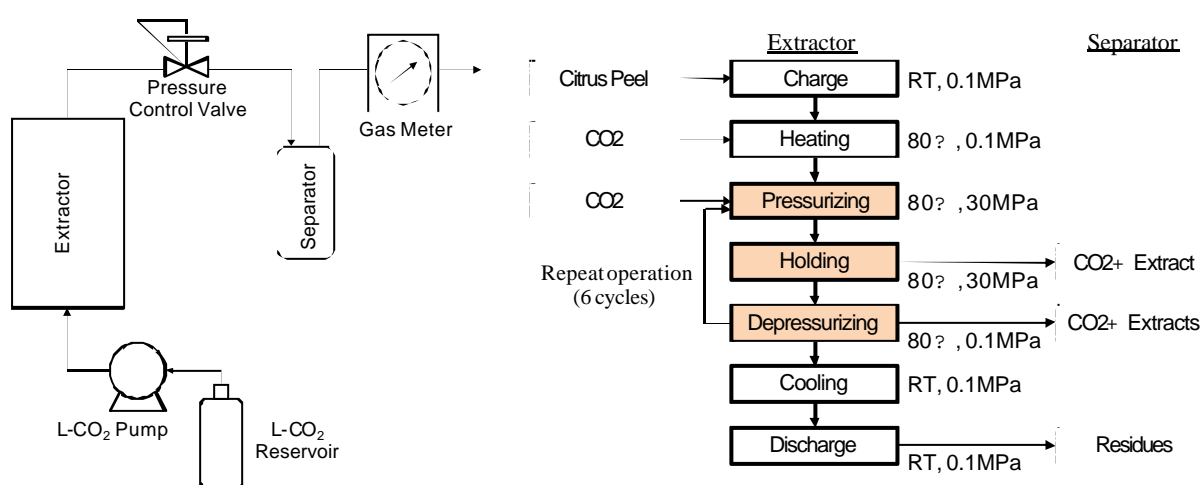 Pressure
Control Valve
Gas Meter
Extractor
Separator
L-CO2 Pump
L-CO2
Reservoir
Extractor
Separator
Citrus Peel
Charge
RT, 0.1MPa
CO2
Heating
80? , 0.1MPa
CO2
Pressurizing
80? ,30MPa
Repeat operation
(6 cycles)
Holding
80? ,30MPa
CO2+ Extract
Depressurizing
80? , 0.1MPa
CO2+ Extracts
Cooling
RT, 0.1MPa
Discharge
RT, 0.1MPa
Residues